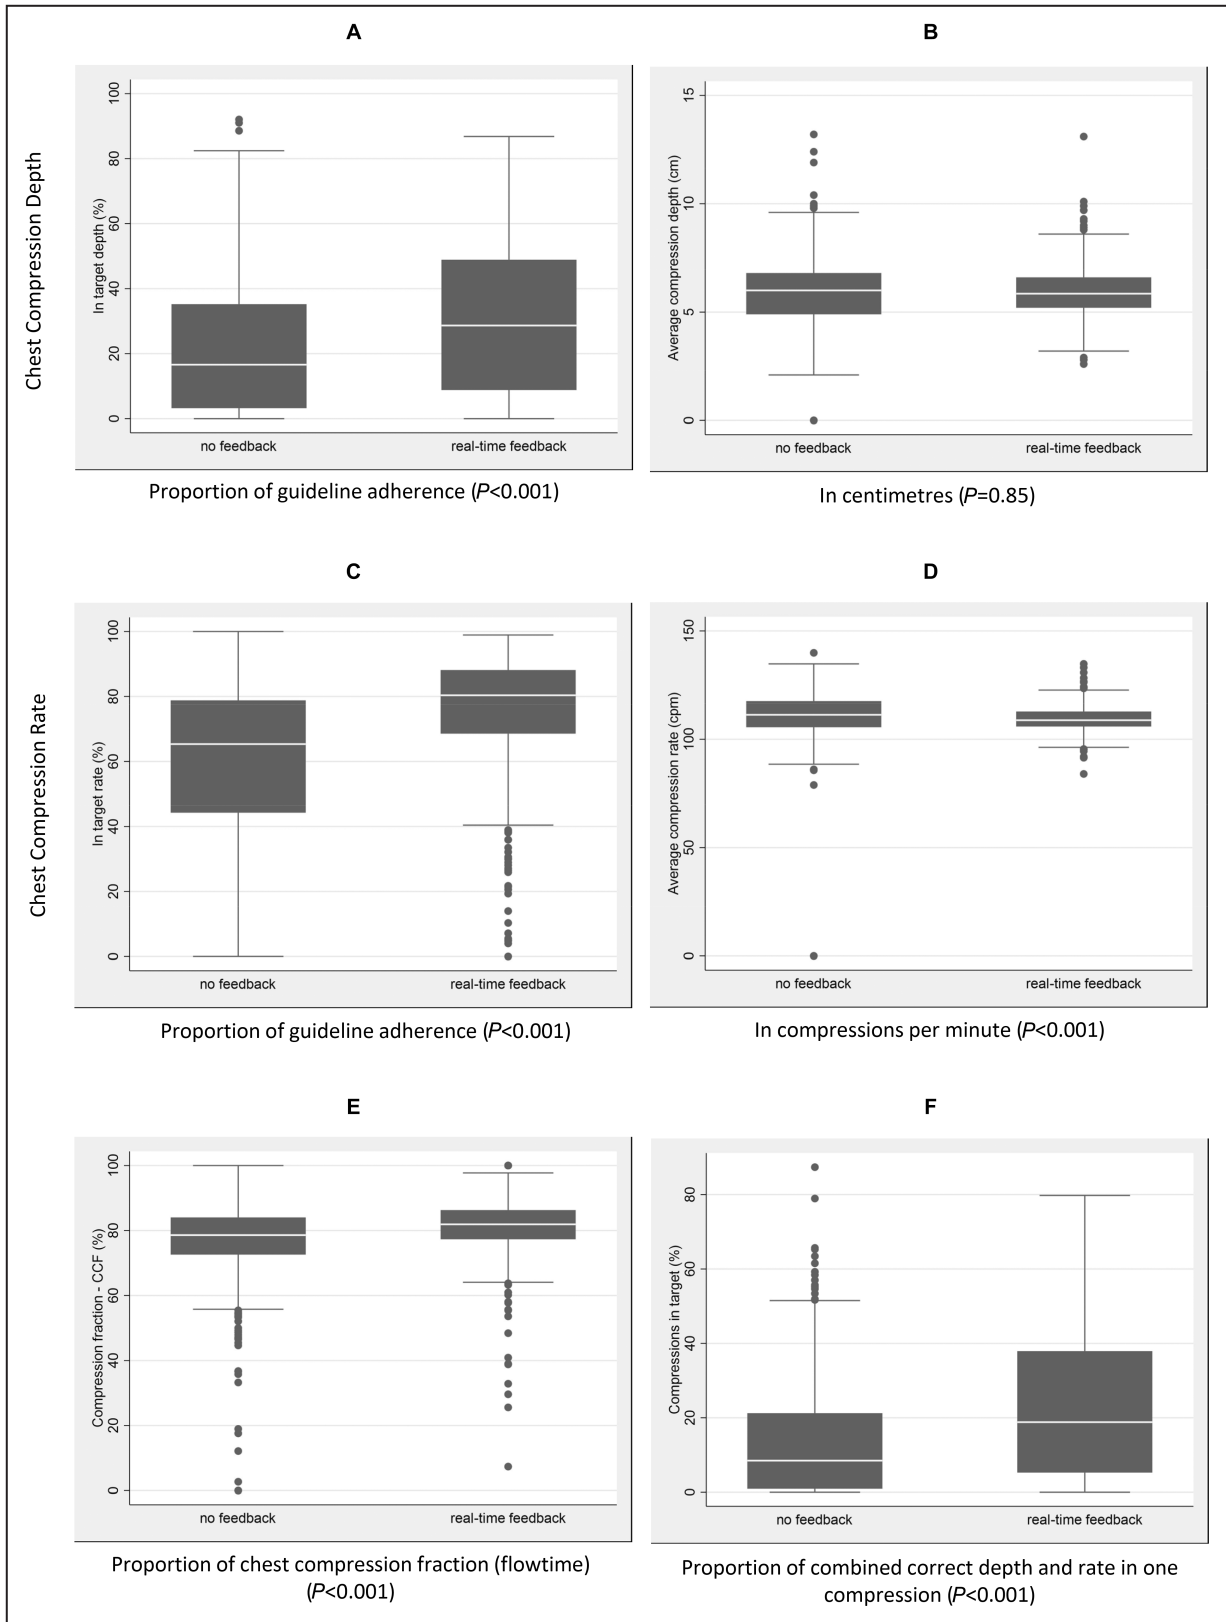 A
Chest Compression Depth
In target depth (%)
100
80
60
40
20
0
no feedback real-time feedback
Proportion of guideline adherence (P<0.001)
B
Average compression depth (cm)
15
10
5
0
no feedback real-time feedback
In centimetres (P=0.85)
C
Chest Compression Rate
In target rate (%)
100
80
60
40
20
0
no feedback real-time feedback
Proportion of guideline adherence (P<0.001)
D
Average compression rate (cpm)
150
100
50
0
no feedback real-time feedback
In compressions per minute (P<0.001)
E
Compression fraction - CCF (%)
100
80
60
40
20
0
no feedback real-time feedback
Proportion of chest compression fraction (flowtime)
(P<0.001)
F
Compressions in target (%)
80
60
40
20
0
no feedback real-time feedback
Proportion of combined correct depth and rate in one
compression (P<0.001)